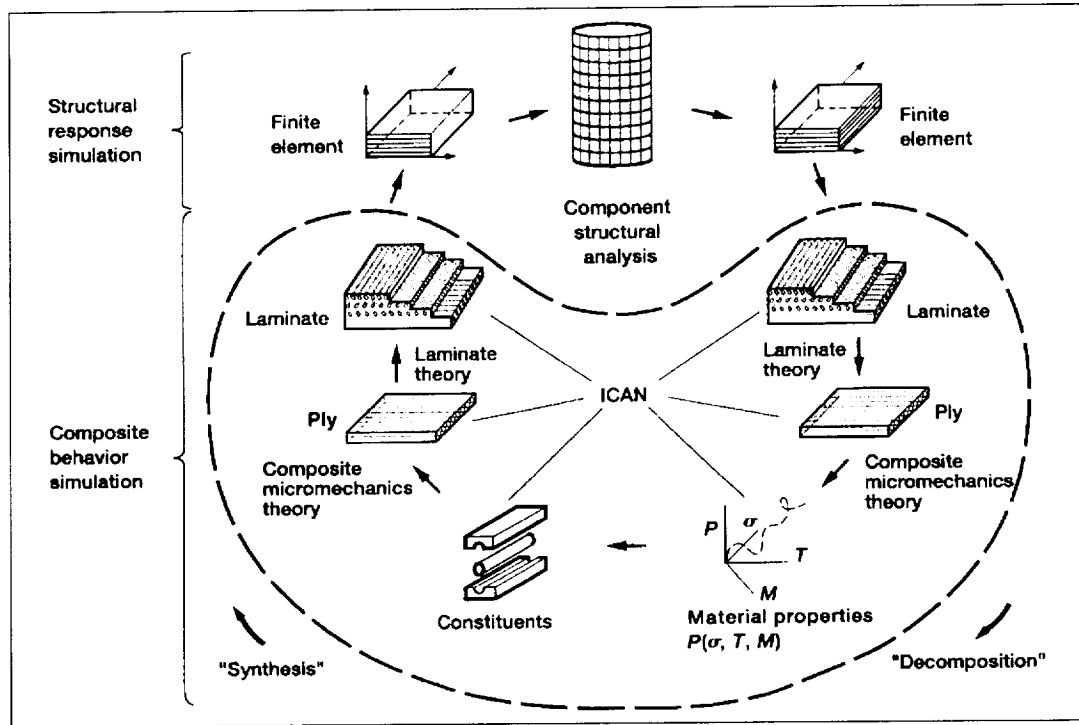 Structural
response
simulation
Finite
element
Component
structural
analysis
Finite
element
Composite
behavior
simulation
Laminate
Laminate
theory
Ply
Composite
micromechanics
theory
Constituents
"Synthesis"
ICAN
Laminate
Laminate
theory
Ply
Composite
micromechanics
theory
P
σ
T
M
Material properties
P(σ, T, M)
"Decomposition"